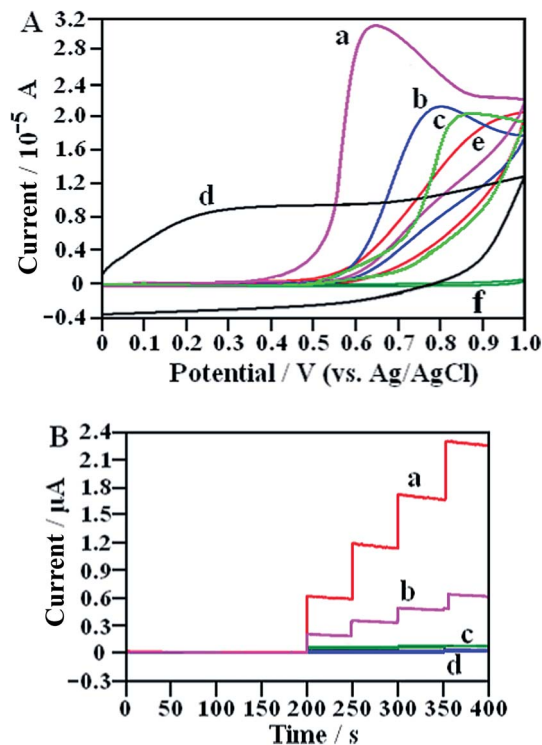 A
3.2
2.8
2.4
2.0
1.6
1.2
0.8
0.4
0
−0.4
Current / 10⁻⁵ A
a
b
c
e
d
f
0 0.1 0.2 0.3 0.4 0.5 0.6 0.7 0.8 0.9 1.0
Potential / V (vs. Ag/AgCl)
B
2.4
2.1
1.8
1.5
1.2
0.9
0.6
0.3
0
−0.3
Current / µA
a
b
c
d
0 50 100 150 200 250 300 350 400
Time / s